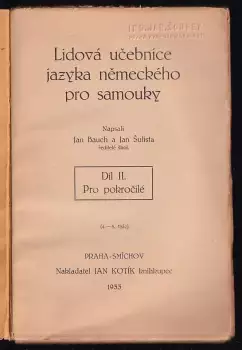 Lidová učebnice
jazyka německého
pro samouky
Napsali
Jan Bauch a Jan Šulista
Díl II.
Pro pokročilé
PRAHA-SMÍCHOV
Nakladatel JAN KOTÍK knihkupec
1933